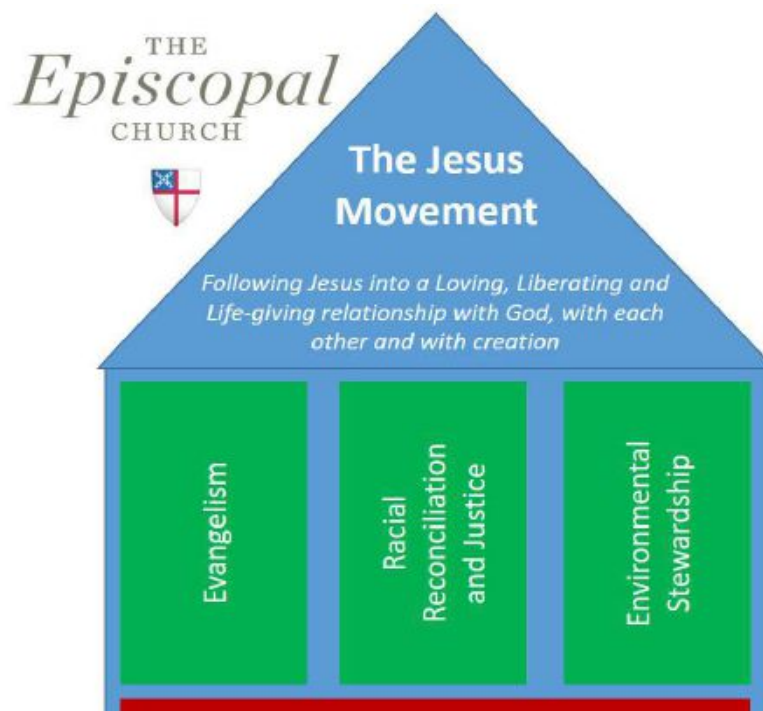 THE
Episcopal
CHURCH
The Jesus
Movement
Following Jesus into a Loving, Liberating and
Life-giving relationship with God, with each
other and with creation
Evangelism
Racial
Reconciliation
and Justice
Environmental
Stewardship